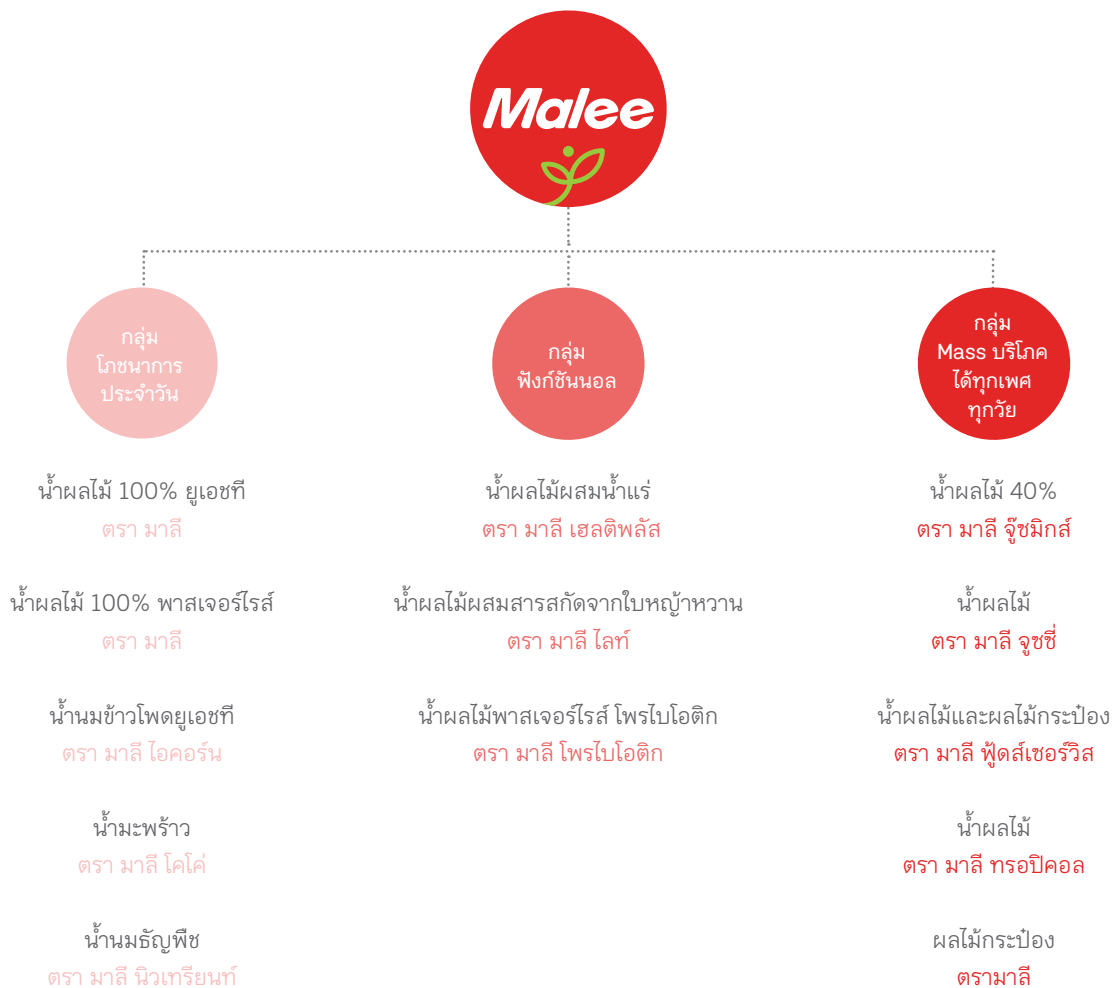 Malee
กลุ่ม
โภชนาการ
ประจำวัน
น้ำผลไม้ 100% ยูเอชที
ตรา มาลี
น้ำผลไม้ 100% พาสเจอร์ไรส์
ตรา มาลี
น้ำนมข้าวโพดยูเอชที
ตรา มาลี ไอคอร์น
น้ำมะพร้าว
ตรา มาลี โคโค่
น้ำนมธัญพืช
ตรา มาลี นิวเทรียนท์
กลุ่ม
ฟังก์ชันนอล
น้ำผลไม้ผสมน้ำแร่
ตรา มาลี เฮลติพลัส
น้ำผลไม้ผสมสารสกัดจากใบหญ้าหวาน
ตรา มาลี ไลท์
น้ำผลไม้พาสเจอร์ไรส์ โพรไบโอติก
ตรา มาลี โพรไบโอติก
กลุ่ม
Mass บริโภค
ได้ทุกเพศ
ทุกวัย
น้ำผลไม้ 40%
ตรา มาลี จู๊ซมิกส์
น้ำผลไม้
ตรา มาลี จูซซี่
น้ำผลไม้และผลไม้กระป๋อง
ตรา มาลี ฟู้ดส์เซอร์วิส
น้ำผลไม้
ตรา มาลี ทรอปิคอล
ผลไม้กระป๋อง
ตรามาลี